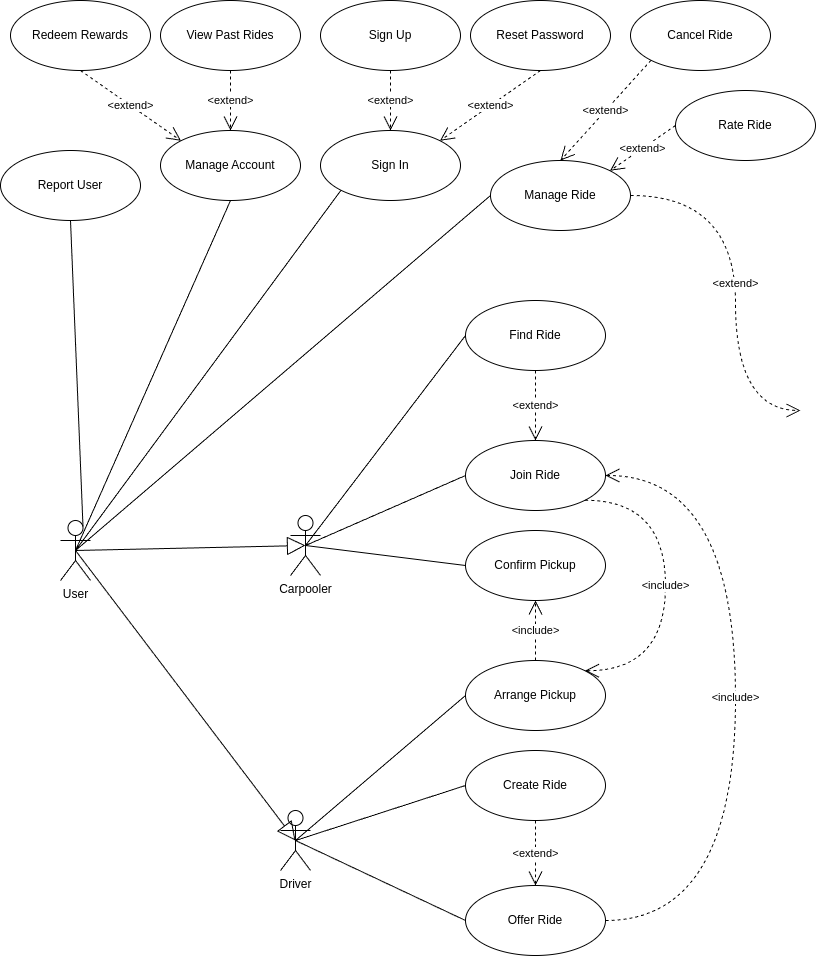 Redeem Rewards
View Past Rides
Sign Up
Reset Password
Cancel Ride
<extend>
<extend>
<extend>
<extend>
<extend>
Rate Ride
<extend>
Manage Account
Sign In
Report User
Manage Ride
<extend>
Find Ride
<extend>
Join Ride
Confirm Pickup
User
Carpooler
<include>
<include>
Arrange Pickup
<include>
Create Ride
<extend>
Driver
Offer Ride